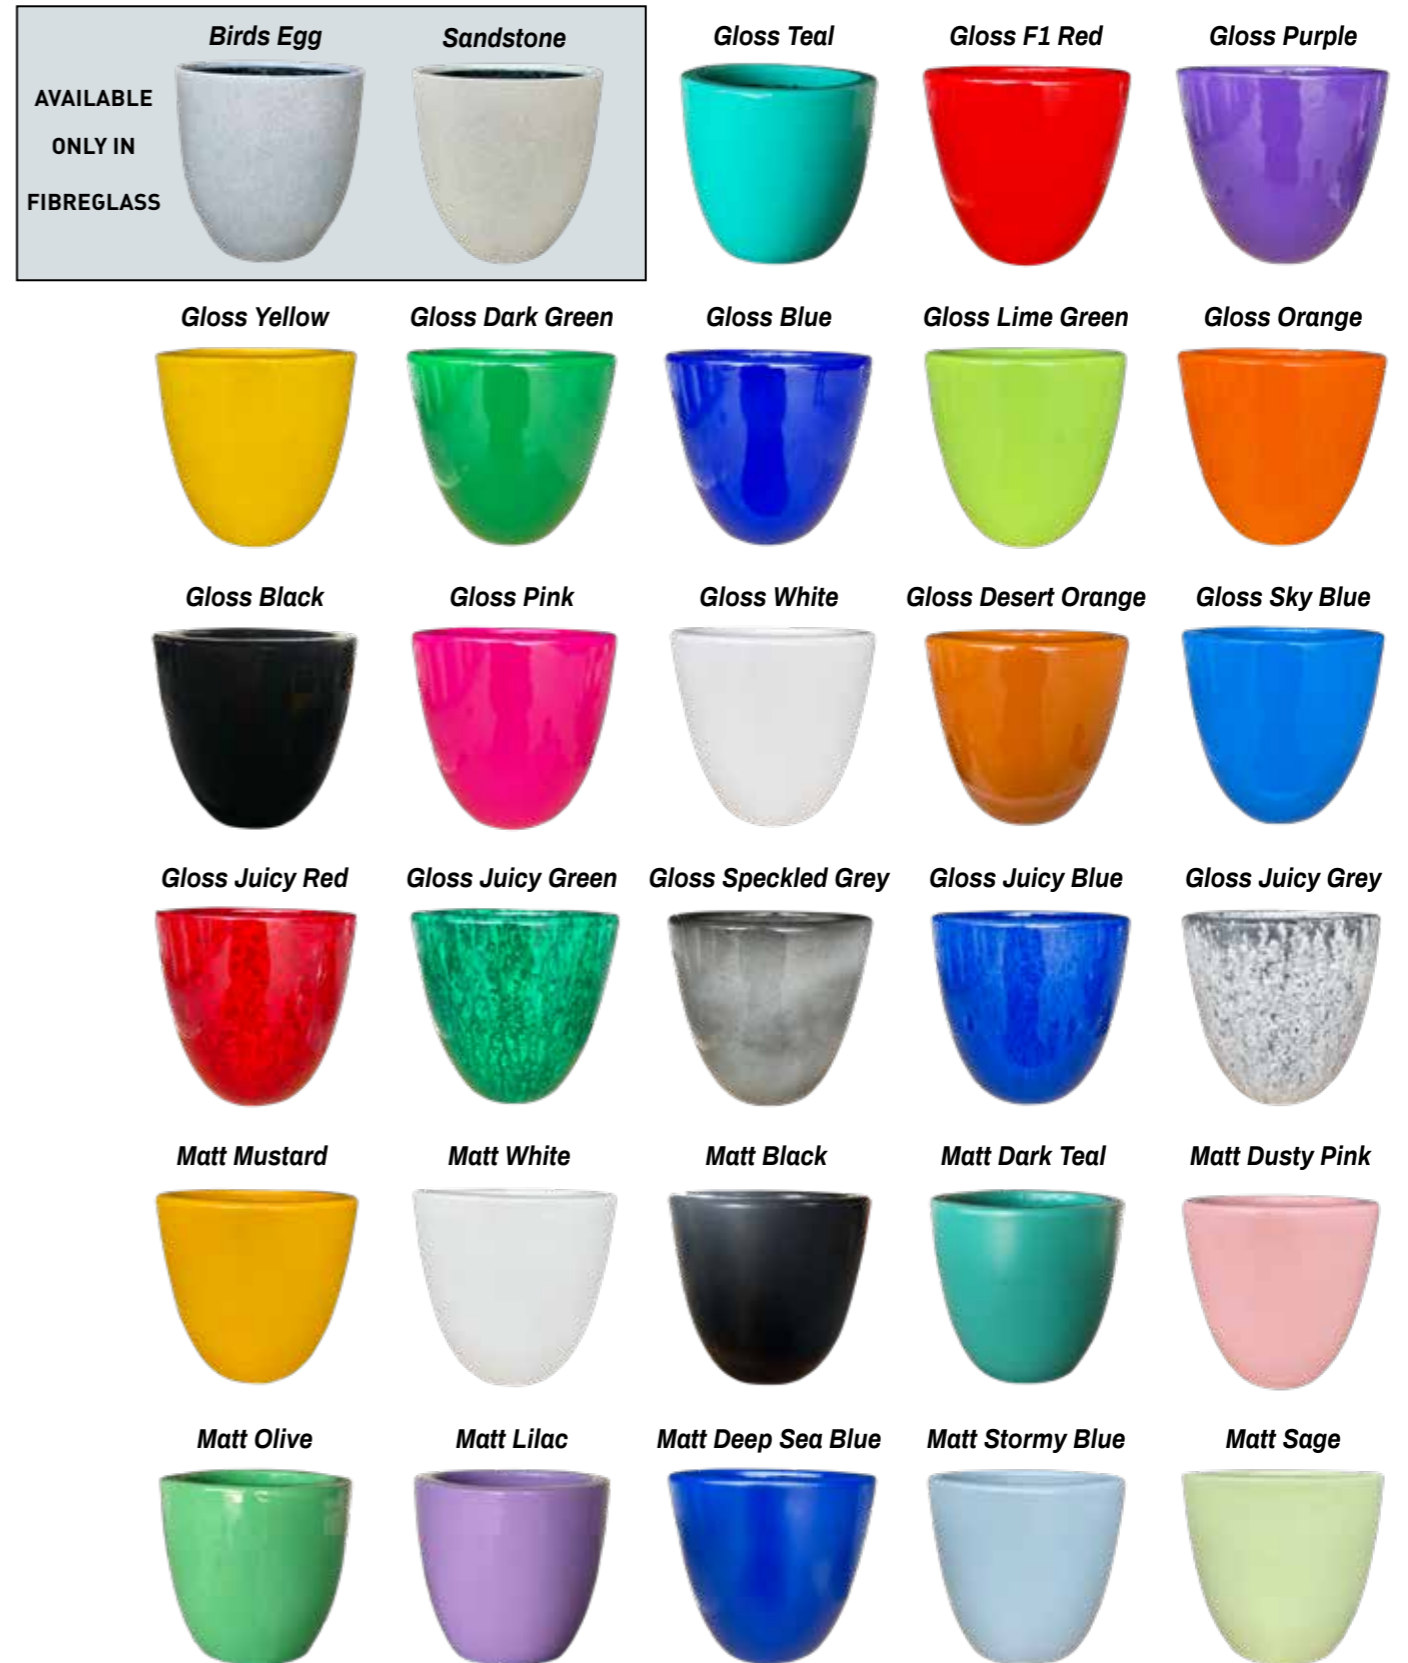 Birds Egg
Sandstone
Gloss Teal
Gloss F1 Red
Gloss Purple
AVAILABLE
ONLY IN
FIBREGLASS
Gloss Yellow
Gloss Dark Green
Gloss Blue
Gloss Lime Green
Gloss Orange
Gloss Black
Gloss Pink
Gloss White
Gloss Desert Orange
Gloss Sky Blue
Gloss Juicy Red
Gloss Juicy Green
Gloss Speckled Grey
Gloss Juicy Blue
Gloss Juicy Grey
Matt Mustard
Matt White
Matt Black
Matt Dark Teal
Matt Dusty Pink
Matt Olive
Matt Lilac
Matt Deep Sea Blue
Matt Stormy Blue
Matt Sage